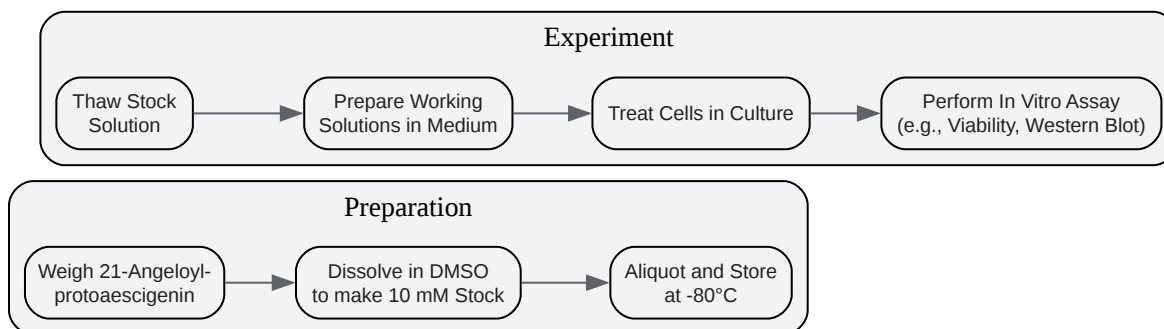 Experiment
Thaw Stock
Solution
Prepare Working
Solutions in Medium
Treat Cells in Culture
Perform In Vitro Assay
(e.g., Viability, Western Blot)
Preparation
Weigh 21-Angeloyl-
protoaescigenin
Dissolve in DMSO
to make 10 mM Stock
Aliquot and Store
at -80°C